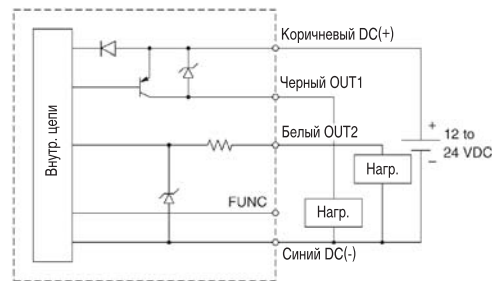 Коричневый DC(+)
Черный OUT1
Белый OUT2
Внутр. цепи
+
12 to
24 VDC
−
Нагр.
FUNC
Нагр.
Синий DC(-)